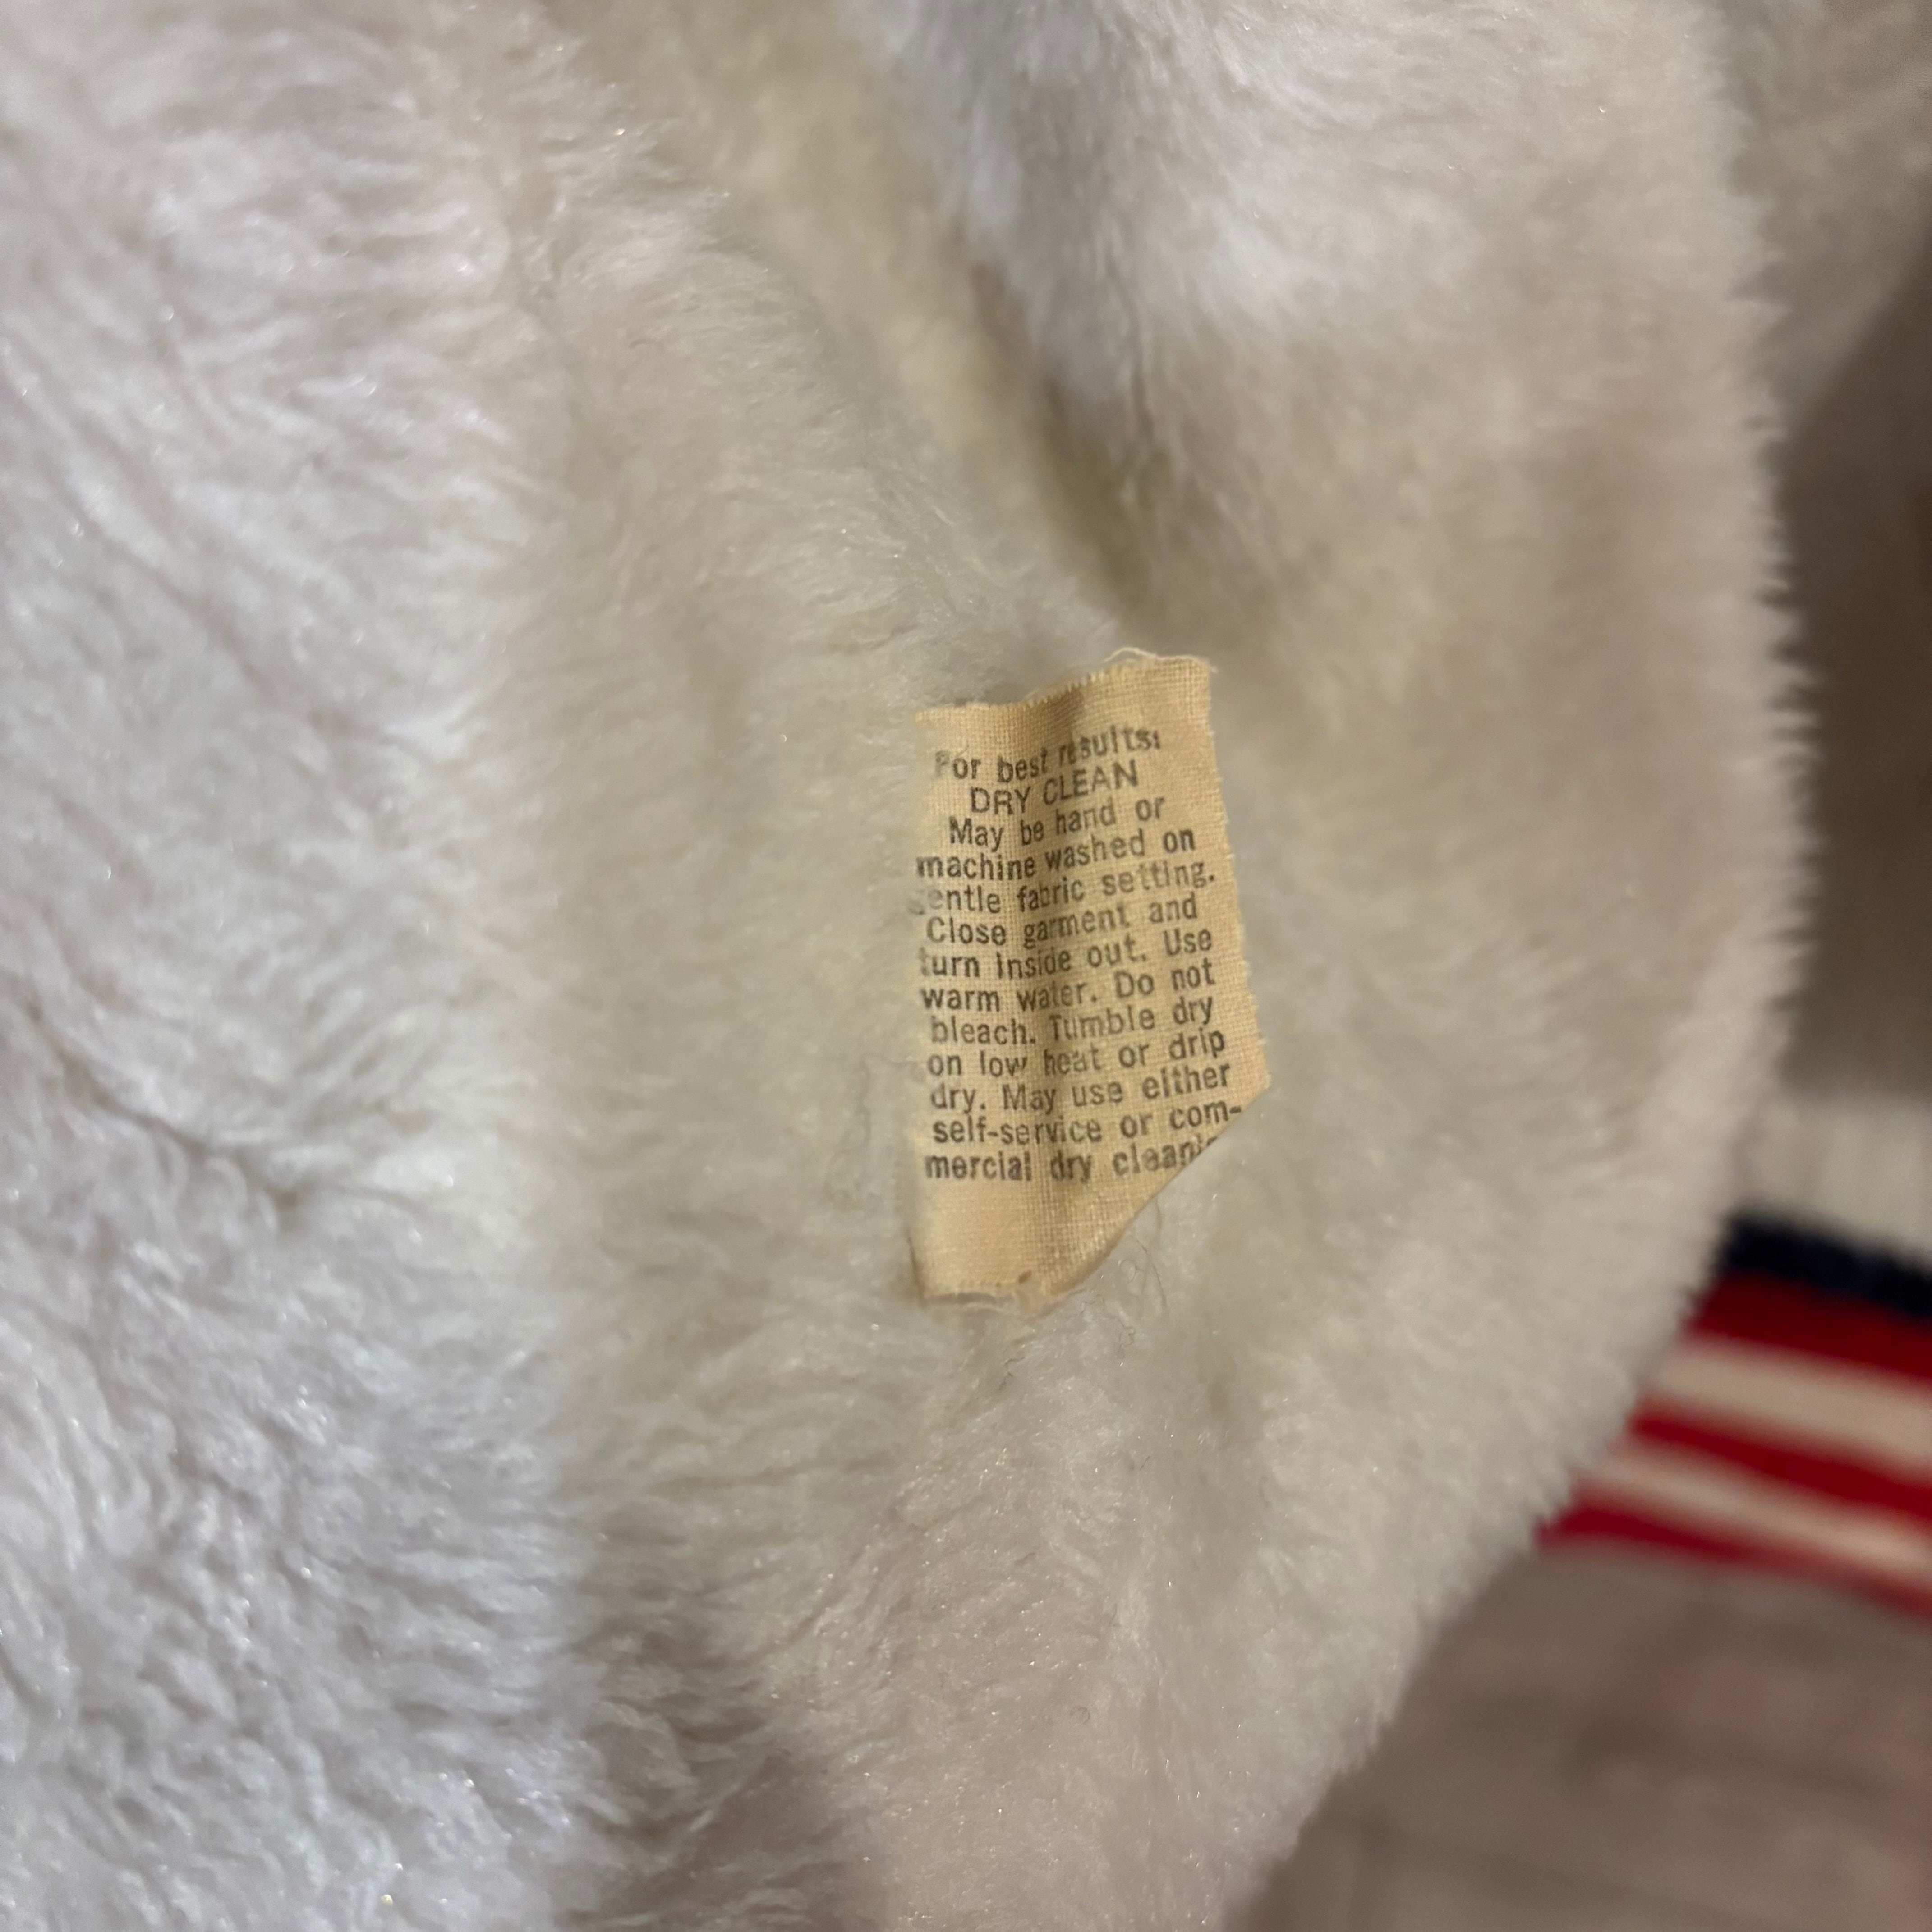 For best results:
DRY CLEAN
May be hand or
machine washed on
gentle fabric setting.
Close garment and
turn inside out. Use
warm water. Do not
bleach. Tumble dry
on low heat or drip
dry. May use either
self-service or com-
mercial dry cleani